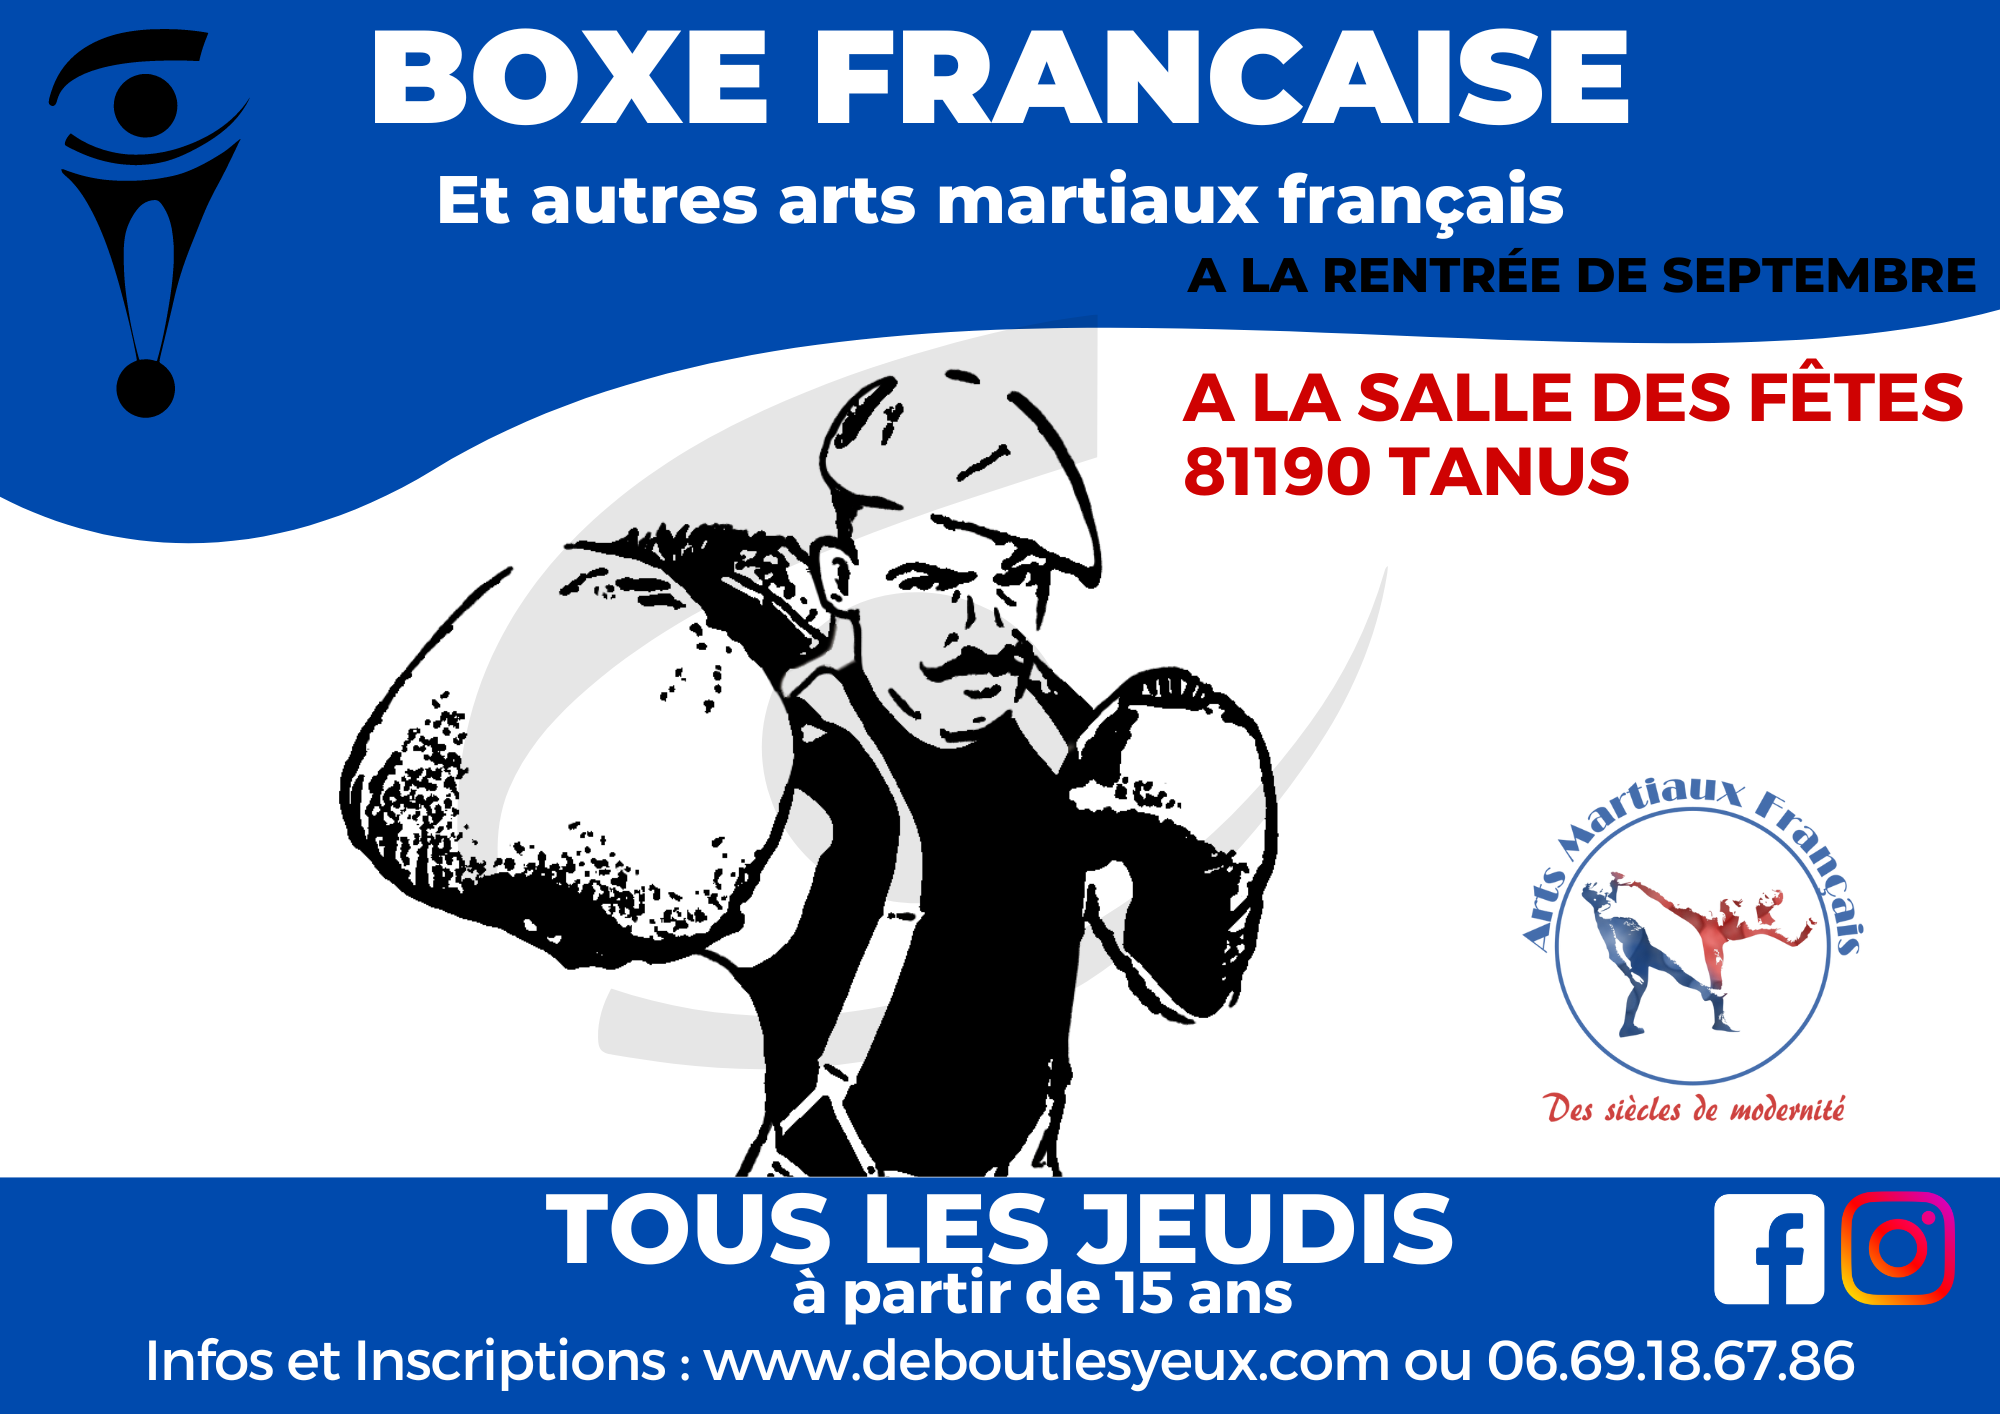 BOXE FRANCAISE
Et autres arts martiaux français
A LA RENTRÉE DE SEPTEMBRE
A LA SALLE DES FÊTES
81190 TANUS
Arts Martiaux Français
Des siècles de modernité
TOUS LES JEUDIS
à partir de 15 ans
Infos et Inscriptions : www.deboutlesyeux.com ou 06.69.18.67.86